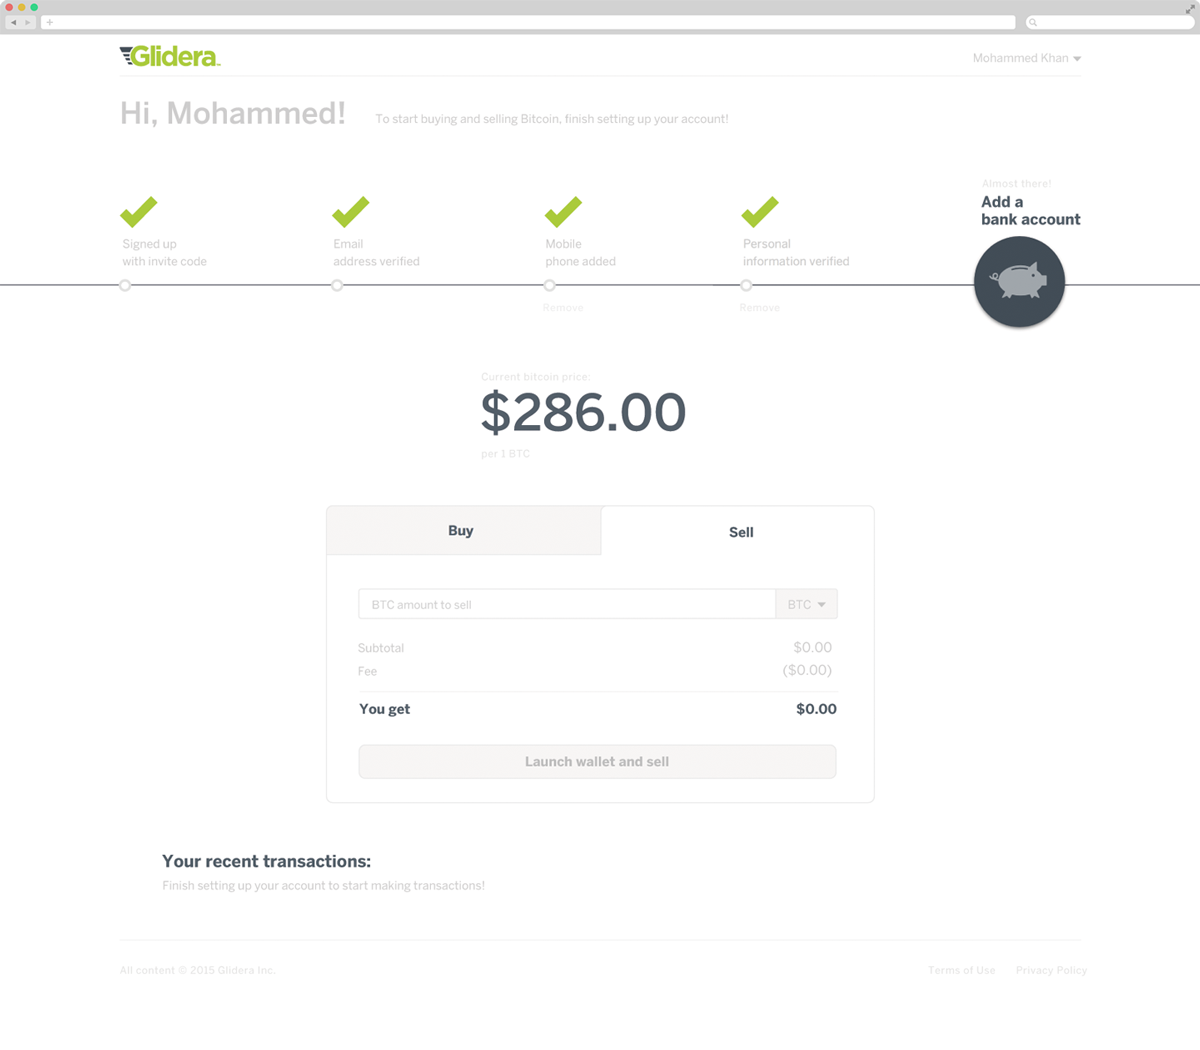 Glidera™
Mohammed Khan
Hi, Mohammed!
To start buying and selling Bitcoin, finish setting up your account!
Signed up
with invite code
Email
address verified
Mobile
phone added
Remove
Personal
information verified
Remove
Almost there!
Add a
bank account
Current bitcoin price:
$286.00
per 1 BTC
Buy
Sell
BTC amount to sell
BTC
Subtotal
$0.00
Fee
($0.00)
You get
$0.00
Launch wallet and sell
Your recent transactions:
Finish setting up your account to start making transactions!
All content © 2015 Glidera Inc.
Terms of Use
Privacy Policy